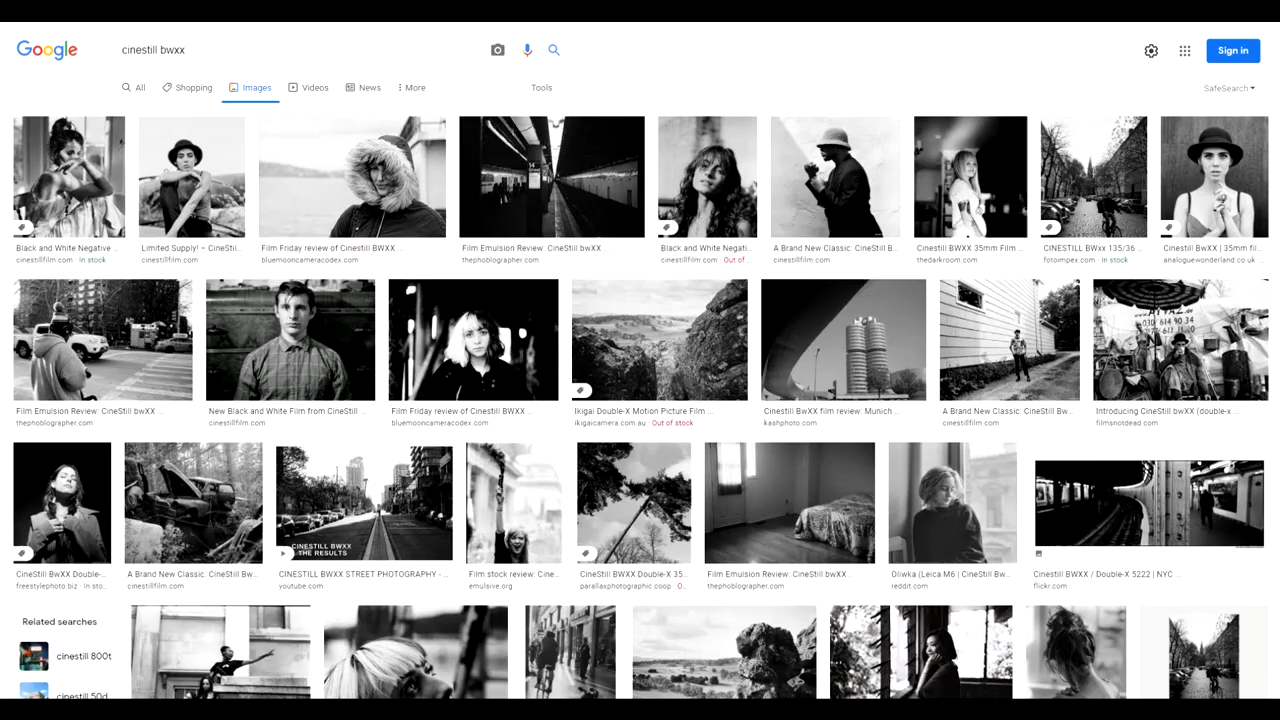 Google
cinestill bwxx
Sign in
All
Shopping
Images
Videos
News
More
Tools
SafeSearch
Black and White Negative ...
cinestillfilm.com · In stock
Limited Supply! – CineStil...
cinestillfilm.com
Film Friday review of Cinestill BWXX ...
bluemooncameracodex.com
Film Emulsion Review: CineStill bwXX ...
thephoblographer.com
Black and White Negati...
cinestillfilm.com · Out of ...
A Brand New Classic: CineStill B...
cinestillfilm.com
Cinestill BWXX 35mm Film ...
thedarkroom.com
CINESTILL BWxx 135/36 ...
fotoimpex.com · In stock
Cinestill BwXX | 35mm fil...
analoguewonderland.co.uk ...
Film Emulsion Review: CineStill bwXX ...
thephoblographer.com
New Black and White Film from CineStill ...
cinestillfilm.com
Film Friday review of Cinestill BWXX ...
bluemooncameracodex.com
Ikigai Double-X Motion Picture Film ...
ikigaicamera.com.au · Out of stock
Cinestill BwXX film review: Munich ...
kashphoto.com
A Brand New Classic: CineStill Bw...
cinestillfilm.com
030/ 614 90 34
Introducing CineStill bwXX (double-x ...
filmsnotdead.com
CineStill BwXX Double-...
freestylephoto.biz · In sto...
A Brand New Classic: CineStill Bw...
cinestillfilm.com
CINESTILL BWXX
THE RESULTS
CINESTILL BWXX STREET PHOTOGRAPHY - ...
youtube.com
Film stock review: Cine...
emulsive.org
CineStill BWXX Double-X 35...
parallaxphotographic.coop · O...
Film Emulsion Review: CineStill bwXX ...
thephoblographer.com
Oliwka (Leica M6 | CineStill Bw...
reddit.com
Cinestill BWXX / Double-X 5222 | NYC ...
flickr.com
Related searches
cinestill 800t
cinestill 50d